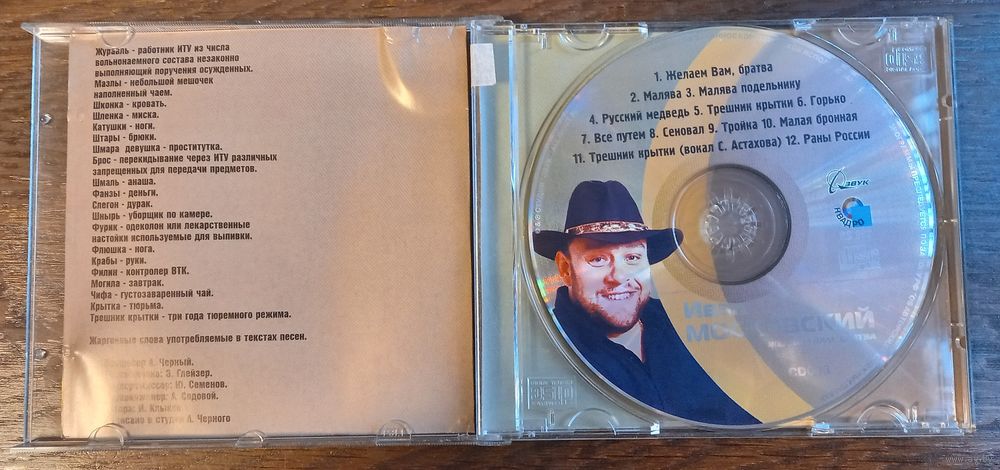 Журааль - работник ИТУ из числа
вольнонаемного состава незаконно
выполняющий поручения осужденных.
Мазлы - небольшой мешочек
наполненный чаем.
Шконка - кровать.
Шленка - миска.
Катушки - ноги.
Штары - брюки.
Шмара девушка - проститутка.
Брос - перекидывание через ИТУ различных
запрещенных для передачи предметов.
Шмаль - анаша.
Фанзы - деньги.
Слегон - дурак.
Шнырь - уборщик по камере.
Фурик - одеколон или лекарственные
настойки используемые для выпивки.
Флюшка - нога.
Крабы - руки.
Филин - контролер ВТК.
Могила - завтрак.
Чифа - густозаваренный чай.
Крытка - тюрьма.
Трешник крытки - три года тюремного режима.
Жаргонные слова употребляемые в текстах песен.
А. Черный.
Э. Глейзер.
Ю. Семенов.
А. Содовой.
И. Клыков
в студии А. Черного
1. Желаем Вам, братва
2. Малява 3. Малява подельнику
4. Русский медведь 5. Трешник крытки 6. Горько
7. Все путем 8. Сеновал 9. Тройка 10. Малая бронная
11. Трешник крытки (вокал С. Астахова) 12. Раны России
ЗВУК
КВАДРО